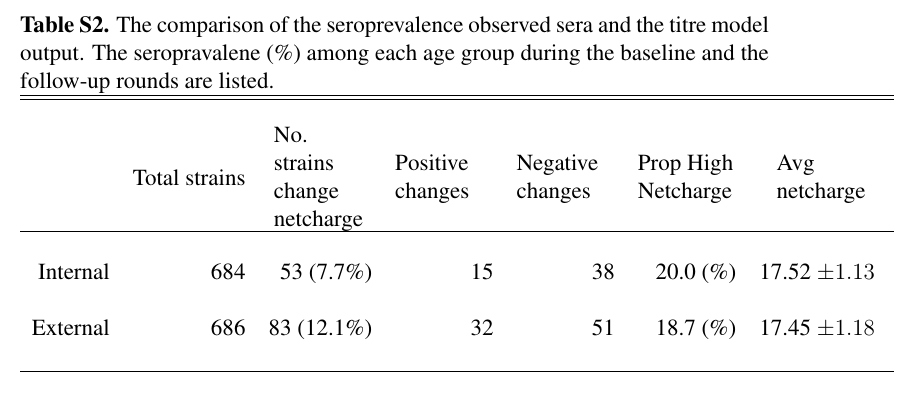 Table S2. The comparison of the seroprevalence observed sera and the titre model
output. The seropravalene (%) among each age group during the baseline and the
follow-up rounds are listed.
Total strains No. strains change netcharge Positive changes Negative changes Prop High Netcharge Avg netcharge
Internal 684 53 (7.7%) 15 38 20.0 (%) 17.52 ±1.13
External 686 83 (12.1%) 32 51 18.7 (%) 17.45 ±1.18